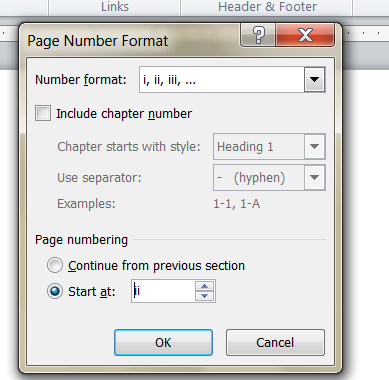 Links
Header & Footer
Page Number Format
Number format: i, ii, iii, ...
Include chapter number
Chapter starts with style: Heading 1
Use separator: - (hyphen)
Examples: 1-1, 1-A
Page numbering
Continue from previous section
Start at: ii
OK Cancel